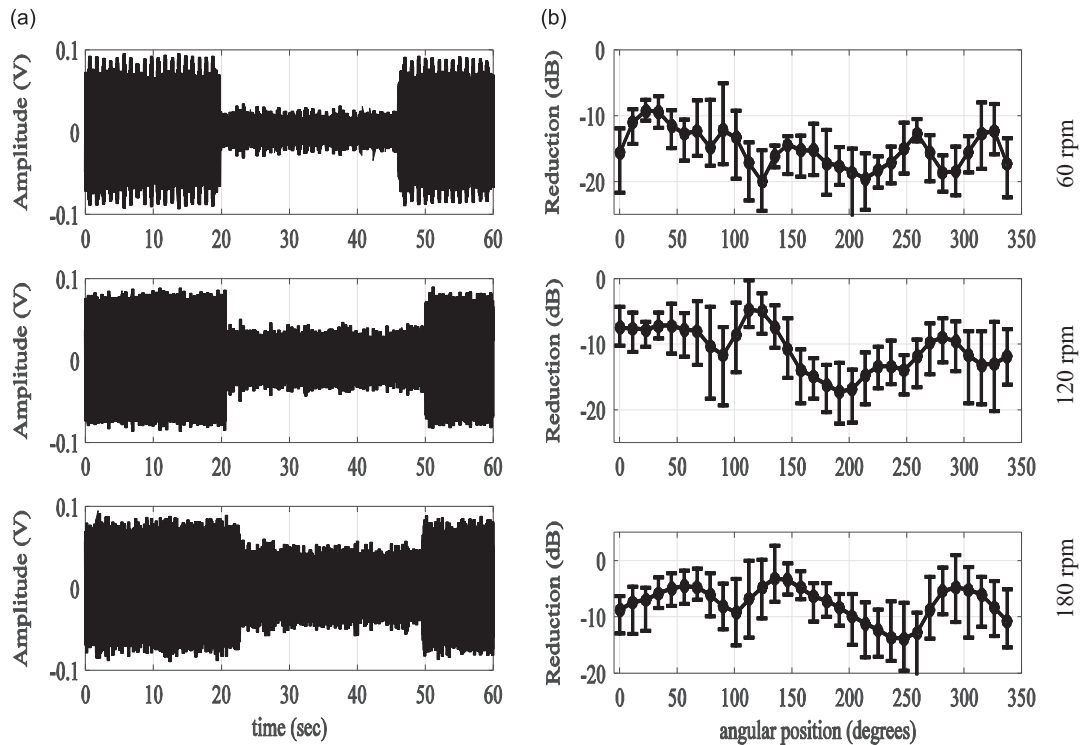 (a)
(b)
Amplitude (V)
0.1
0
-0.1
0 10 20 30 40 50 60
Reduction (dB)
0
-10
-20
0 50 100 150 200 250 300 350
60 rpm
Amplitude (V)
0.1
0
-0.1
0 10 20 30 40 50 60
Reduction (dB)
0
-10
-20
0 50 100 150 200 250 300 350
120 rpm
Amplitude (V)
0.1
0
-0.1
0 10 20 30 40 50 60
time (sec)
Reduction (dB)
0
-10
-20
0 50 100 150 200 250 300 350
angular position (degrees)
180 rpm